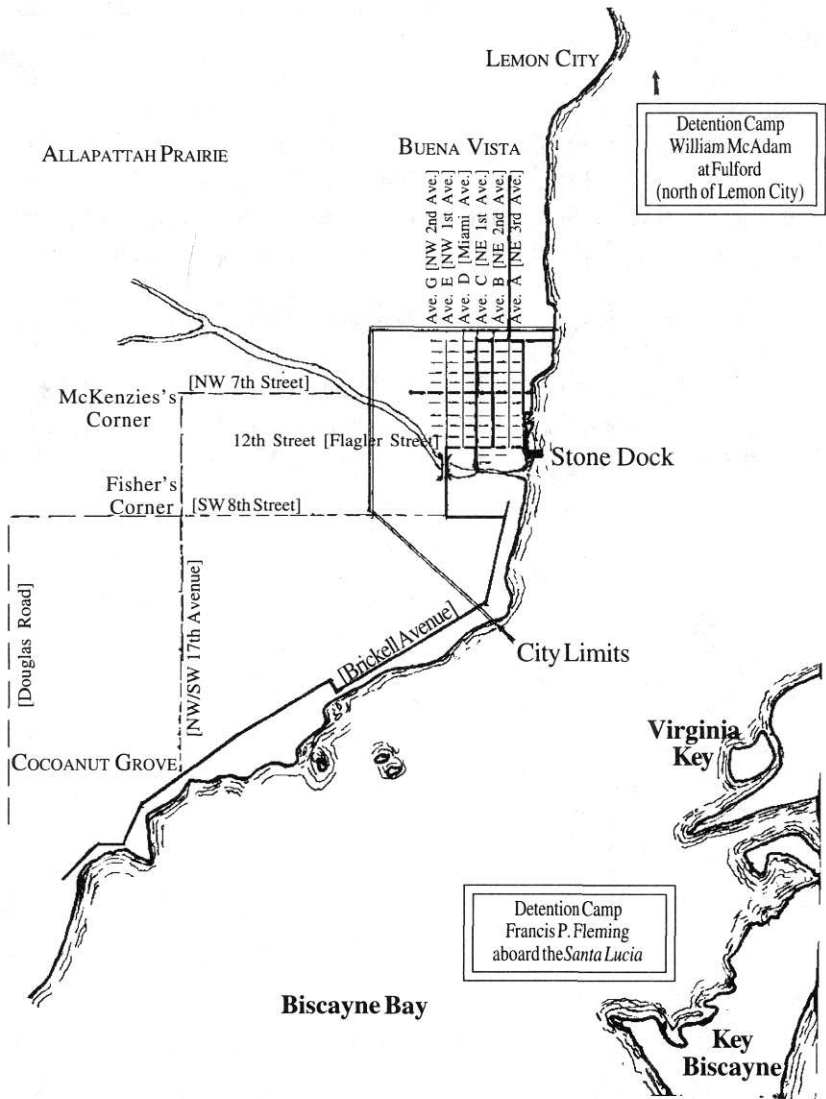 LEMON CITY
Detention Camp
William McAdam
at Fulford
(north of Lemon City)
ALLAPATTAH PRAIRIE
BUENA VISTA
Ave. G [NW 2nd Ave.]
Ave. E [NW 1st Ave.]
Ave. D [Miami Ave.]
Ave. C [NE 1st Ave.]
Ave. B [NE 2nd Ave.]
Ave. A [NE 3rd Ave.]
[NW 7th Street]
McKenzies's
Corner
12th Street [Flagler Street]
Stone Dock
Fisher's
Corner
[SW 8th Street]
[Douglas Road]
[NW/SW 17th Avenue]
[Brickell Avenue]
City Limits
COCOANUT GROVE
Virginia
Key
Detention Camp
Francis P. Fleming
aboard the Santa Lucia
Biscayne Bay
Key
Biscayne